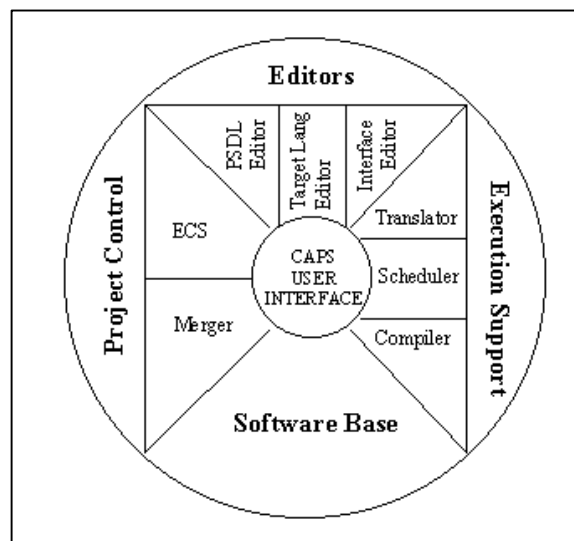 Editors
PSDL
Editor
Target Lang
Editor
Interface
Editor
Project Control
ECS
Merger
CAPS
USER
INTERFACE
Translator
Scheduler
Compiler
Execution Support
Software Base